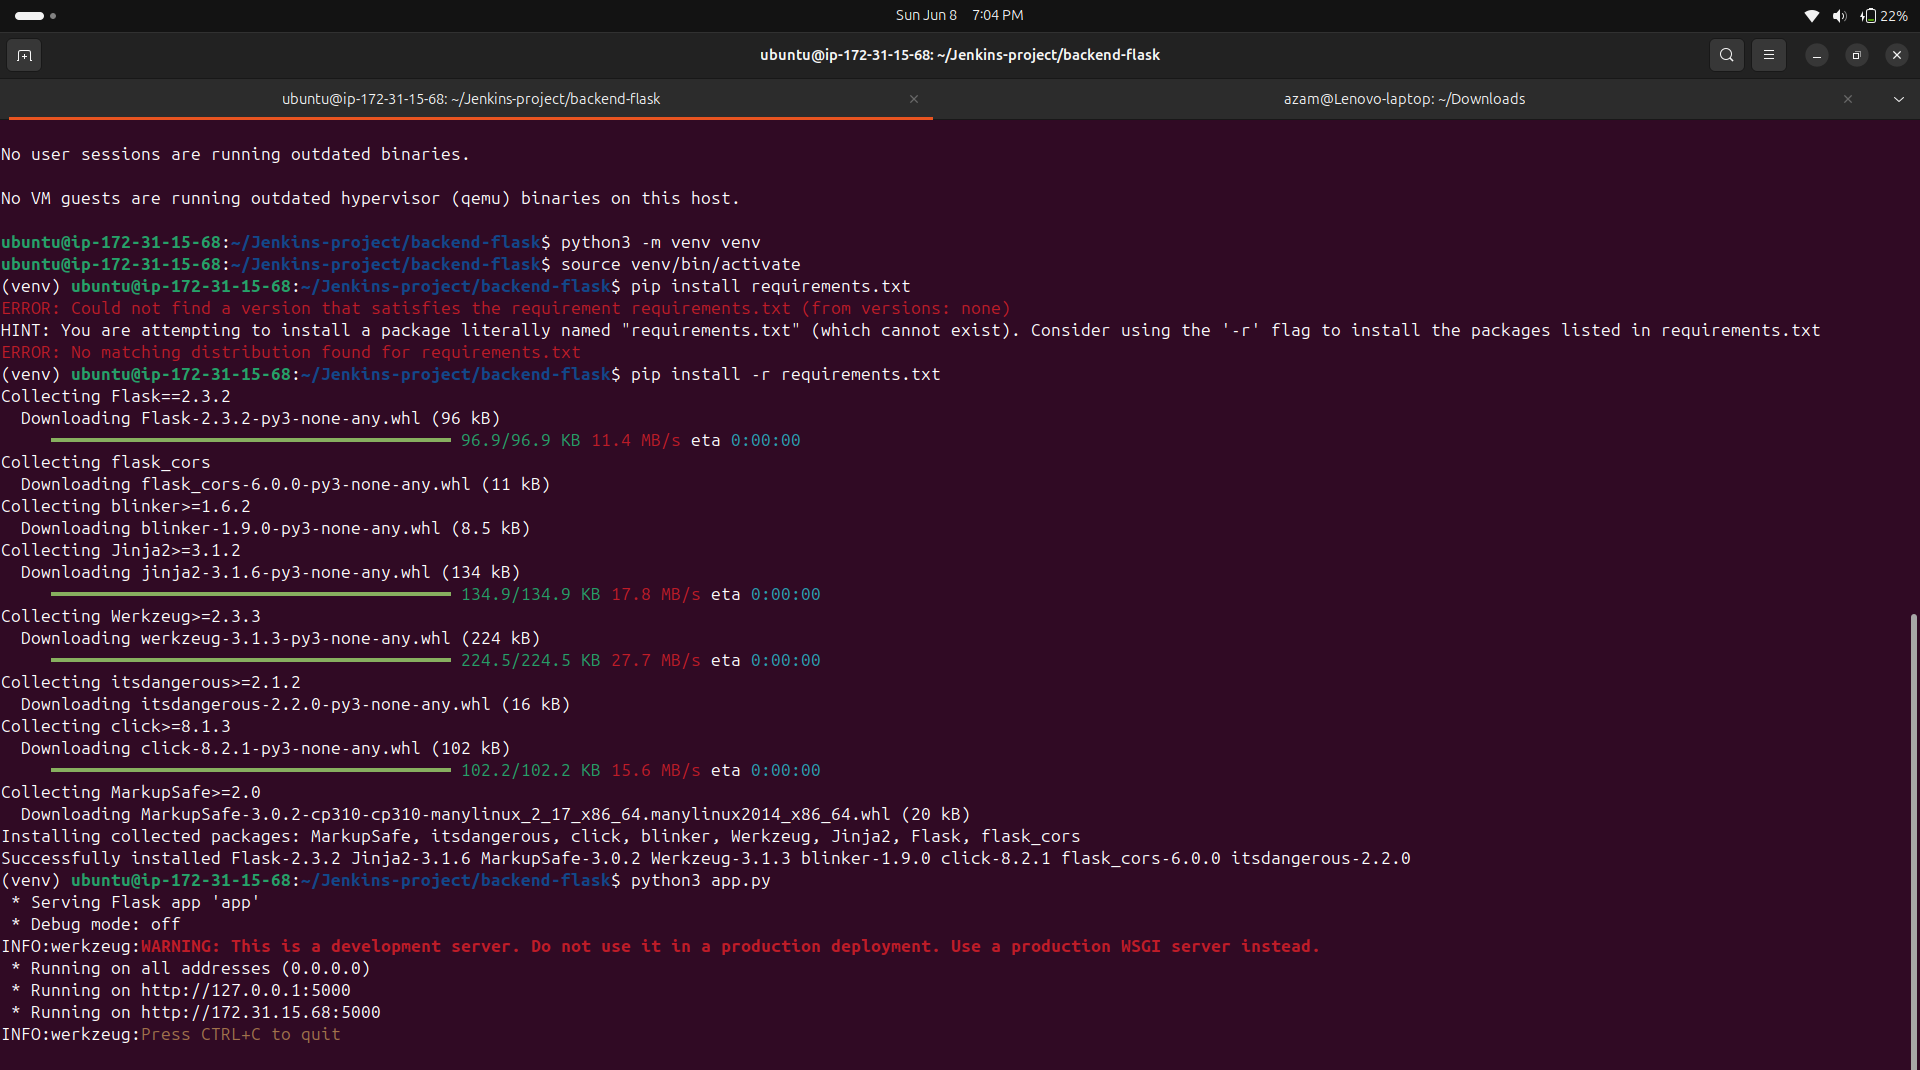 Sun Jun 8 7:04 PM
22%
ubuntu@ip-172-31-15-68: ~/Jenkins-project/backend-flask
ubuntu@ip-172-31-15-68: ~/Jenkins-project/backend-flask
azam@Lenovo-laptop: ~/Downloads
No user sessions are running outdated binaries.
No VM guests are running outdated hypervisor (qemu) binaries on this host.
ubuntu@ip-172-31-15-68:~/Jenkins-project/backend-flask$ python3 -m venv venv
ubuntu@ip-172-31-15-68:~/Jenkins-project/backend-flask$ source venv/bin/activate
(venv) ubuntu@ip-172-31-15-68:~/Jenkins-project/backend-flask$ pip install requirements.txt
ERROR: Could not find a version that satisfies the requirement requirements.txt (from versions: none)
HINT: You are attempting to install a package literally named "requirements.txt" (which cannot exist). Consider using the '-r' flag to install the packages listed in requirements.txt
ERROR: No matching distribution found for requirements.txt
(venv) ubuntu@ip-172-31-15-68:~/Jenkins-project/backend-flask$ pip install -r requirements.txt
Collecting Flask==2.3.2
  Downloading Flask-2.3.2-py3-none-any.whl (96 kB)
96.9/96.9 KB 11.4 MB/s eta 0:00:00
Collecting flask_cors
  Downloading flask_cors-6.0.0-py3-none-any.whl (11 kB)
Collecting blinker>=1.6.2
  Downloading blinker-1.9.0-py3-none-any.whl (8.5 kB)
Collecting Jinja2>=3.1.2
  Downloading jinja2-3.1.6-py3-none-any.whl (134 kB)
134.9/134.9 KB 17.8 MB/s eta 0:00:00
Collecting Werkzeug>=2.3.3
  Downloading werkzeug-3.1.3-py3-none-any.whl (224 kB)
224.5/224.5 KB 27.7 MB/s eta 0:00:00
Collecting itsdangerous>=2.1.2
  Downloading itsdangerous-2.2.0-py3-none-any.whl (16 kB)
Collecting click>=8.1.3
  Downloading click-8.2.1-py3-none-any.whl (102 kB)
102.2/102.2 KB 15.6 MB/s eta 0:00:00
Collecting MarkupSafe>=2.0
  Downloading MarkupSafe-3.0.2-cp310-cp310-manylinux_2_17_x86_64.manylinux2014_x86_64.whl (20 kB)
Installing collected packages: MarkupSafe, itsdangerous, click, blinker, Werkzeug, Jinja2, Flask, flask_cors
Successfully installed Flask-2.3.2 Jinja2-3.1.6 MarkupSafe-3.0.2 Werkzeug-3.1.3 blinker-1.9.0 click-8.2.1 flask_cors-6.0.0 itsdangerous-2.2.0
(venv) ubuntu@ip-172-31-15-68:~/Jenkins-project/backend-flask$ python3 app.py
 * Serving Flask app 'app'
 * Debug mode: off
INFO:werkzeug:WARNING: This is a development server. Do not use it in a production deployment. Use a production WSGI server instead.
 * Running on all addresses (0.0.0.0)
 * Running on http://127.0.0.1:5000
 * Running on http://172.31.15.68:5000
INFO:werkzeug:Press CTRL+C to quit